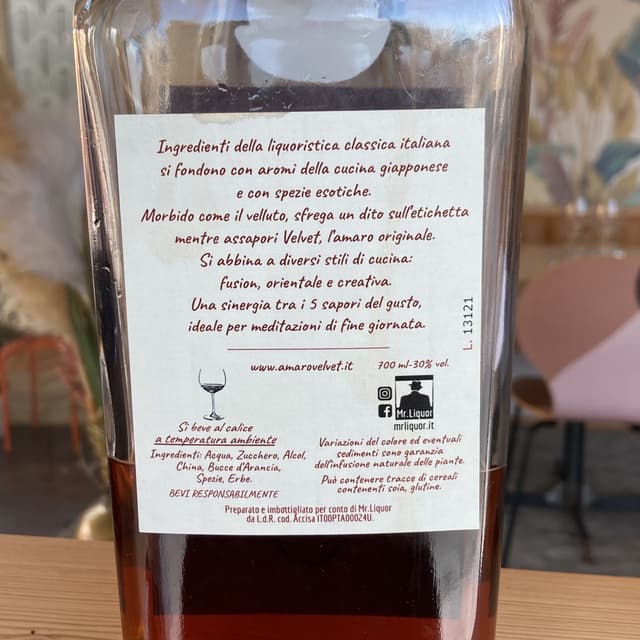 Ingredienti della liquoristica classica italiana
si fondono con aromi della cucina giapponese
e con spezie esotiche.
Morbido come il velluto, sfrega un dito sull'etichetta
mentre assapori Velvet, l'amaro originale.
Si abbina a diversi stili di cucina:
fusion, orientale e creativa.
Una sinergia tra i 5 sapori del gusto,
ideale per meditazioni di fine giornata.
L. 13121
www.amarovelvet.it
700 ml-30% vol.
Mr.Liquor
mrliquor.it
Si beve al calice
a temperatura ambiente
Ingredienti: Acqua, Zucchero, Alcol,
China, Bucce d'Arancia,
Spezie, Erbe.
BEVI RESPONSABILMENTE
Variazioni del colore ed eventuali
sedimenti sono garanzia
dell'infusione naturale delle piante.
Può contenere tracce di cereali
contenenti soia, glutine.
Preparato e imbottigliato per conto di Mr.Liquor
da L.d.R. cod. Accisa IT00PTA00024U.